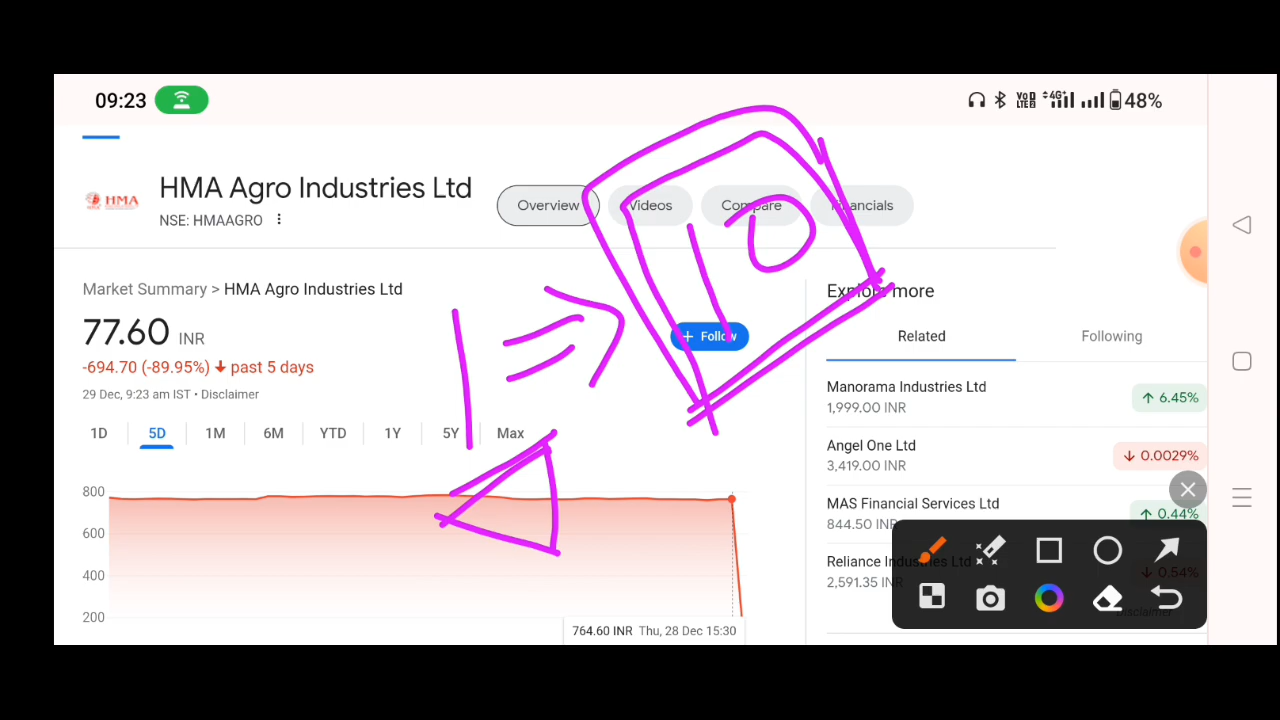 09:23
VoD LTE2 4G+ 48%
HMA
HMA Agro Industries Ltd
NSE: HMAAGRO
Overview Videos Compare Financials
Market Summary > HMA Agro Industries Ltd
77.60 INR
+ Follow
-694.70 (-89.95%) ↓ past 5 days
29 Dec, 9:23 am IST • Disclaimer
1D 5D 1M 6M YTD 1Y 5Y Max
800
600
400
200
764.60 INR Thu, 28 Dec 15:30
Explore more
Related Following
Manorama Industries Ltd
1,999.00 INR
↑ 6.45%
Angel One Ltd
3,419.00 INR
↓ 0.0029%
MAS Financial Services Ltd
844.50 INR
↑ 0.44%
Reliance Industries Ltd
2,591.35 INR
↓ 0.54%
Disclaimer
1 ⇒ 10